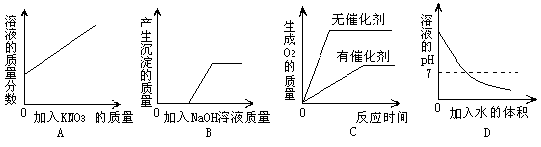 溶液的质量分数
0
加入KNO₃ 的质量
A
产生沉淀的质量
0
加入NaOH溶液质量
B
生成O₂的质量
无催化剂
有催化剂
0
反应时间
C
溶液的pH
7
0
加入水的体积
D